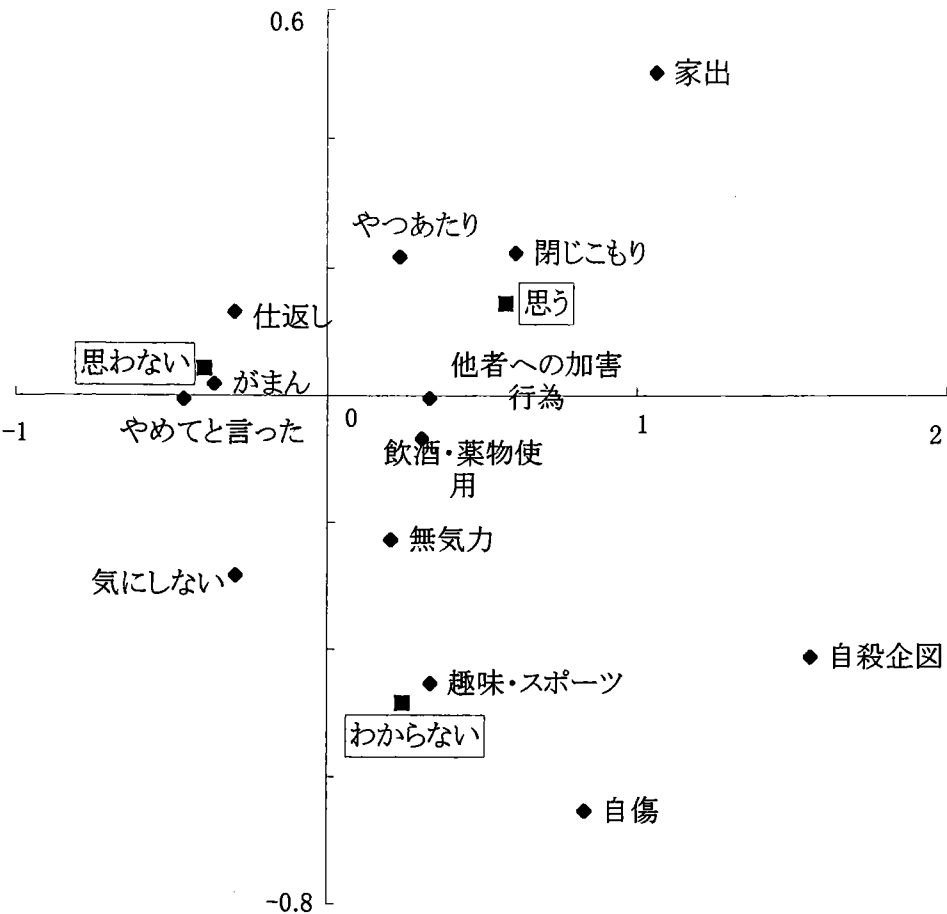 0.6
家出
やつあたり
閉じこもり
思う
仕返し
思わない
がまん
他者への加害
行為
-1
0
1
2
やめてと言った
飲酒・薬物使
用
無気力
気にしない
自殺企図
趣味・スポーツ
わからない
自傷
-0.8